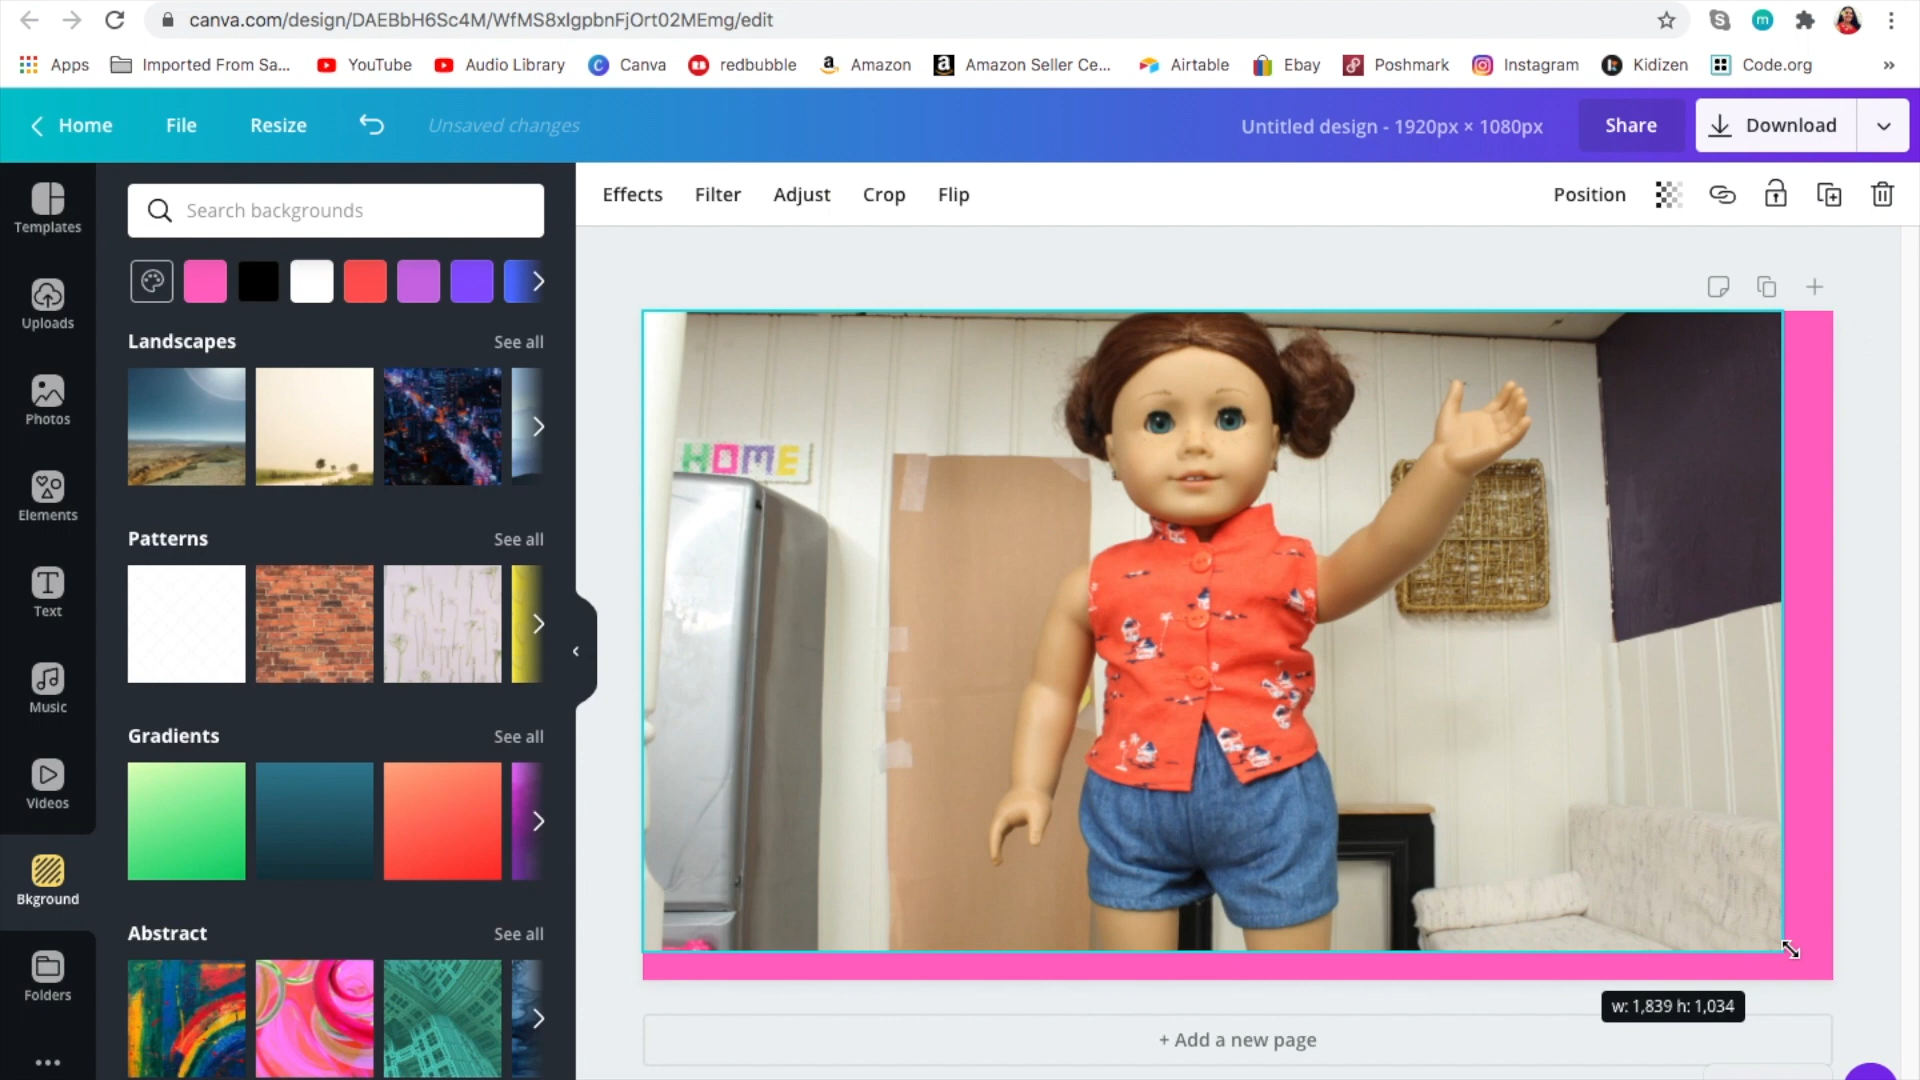 canva.com/design/DAEBbH6Sc4M/WfMS8xIgpbnFjOrt02MEmg/edit
Apps Imported From Sa... YouTube Audio Library Canva redbubble Amazon Amazon Seller Ce... Airtable Ebay Poshmark Instagram Kidizen Code.org »
Home File Resize Unsaved changes Untitled design - 1920px × 1080px Share Download
Templates
Uploads
Photos
Elements
Text
Music
Videos
Bkground
Folders
Search backgrounds
Landscapes See all
Patterns See all
Gradients See all
Abstract See all
Effects Filter Adjust Crop Flip Position
HOME
w: 1,839 h: 1,034
+ Add a new page